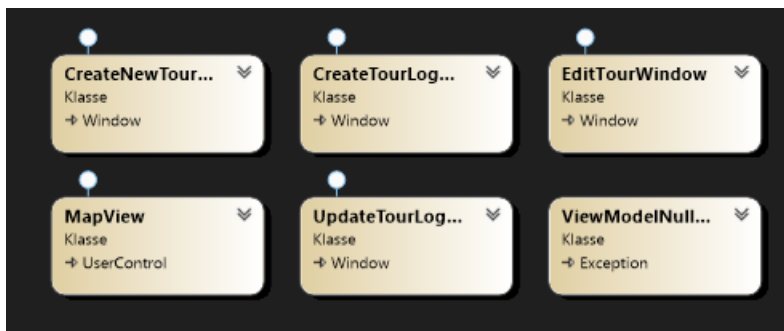 CreateNewTour...
Klasse
Window
CreateTourLog...
Klasse
Window
EditTourWindow
Klasse
Window
MapView
Klasse
UserControl
UpdateTourLog...
Klasse
Window
ViewModelNull...
Klasse
Exception